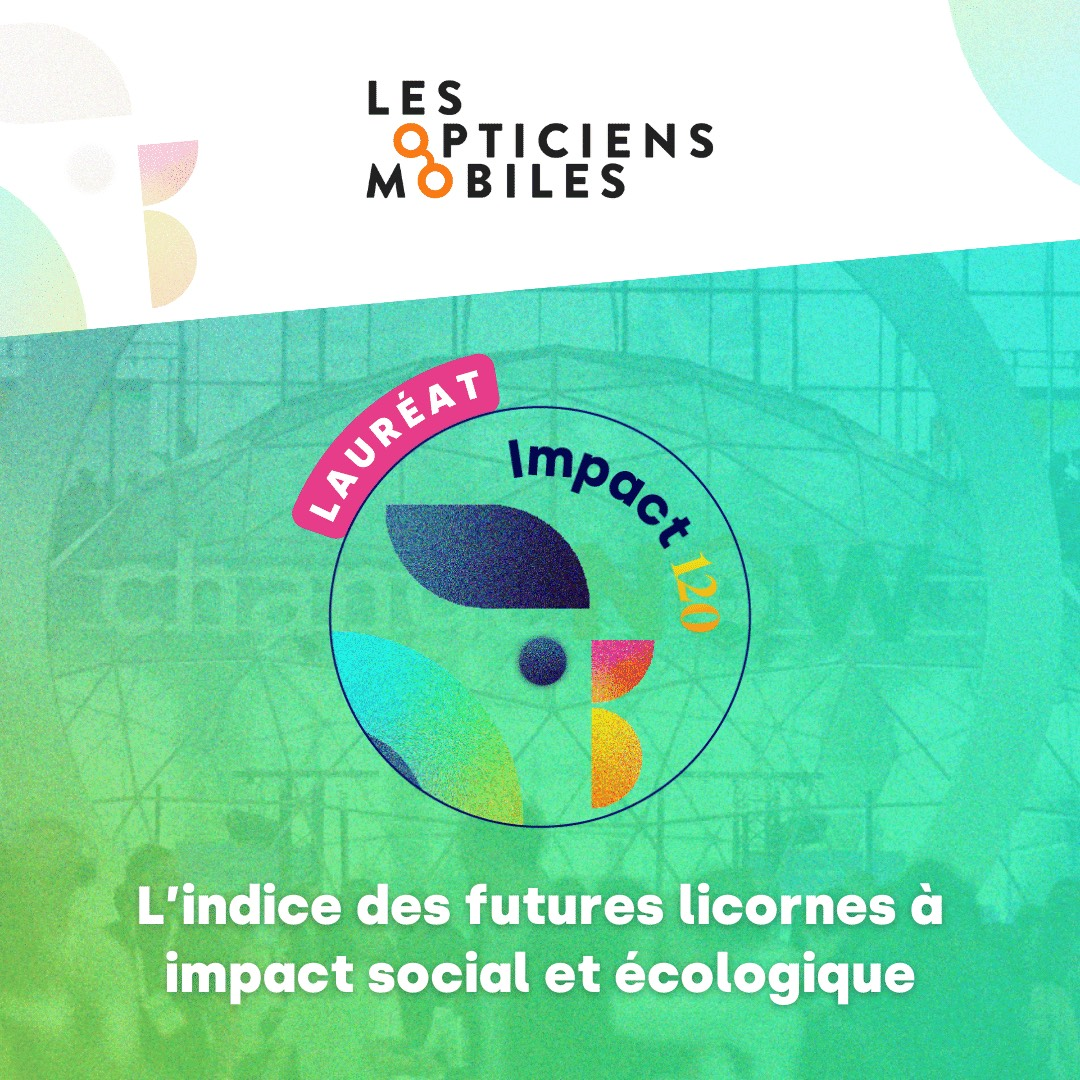 LES
OPTICIENS
MOBILES
LAURÉAT
Impact 120
L'indice des futures licornes à
impact social et écologique